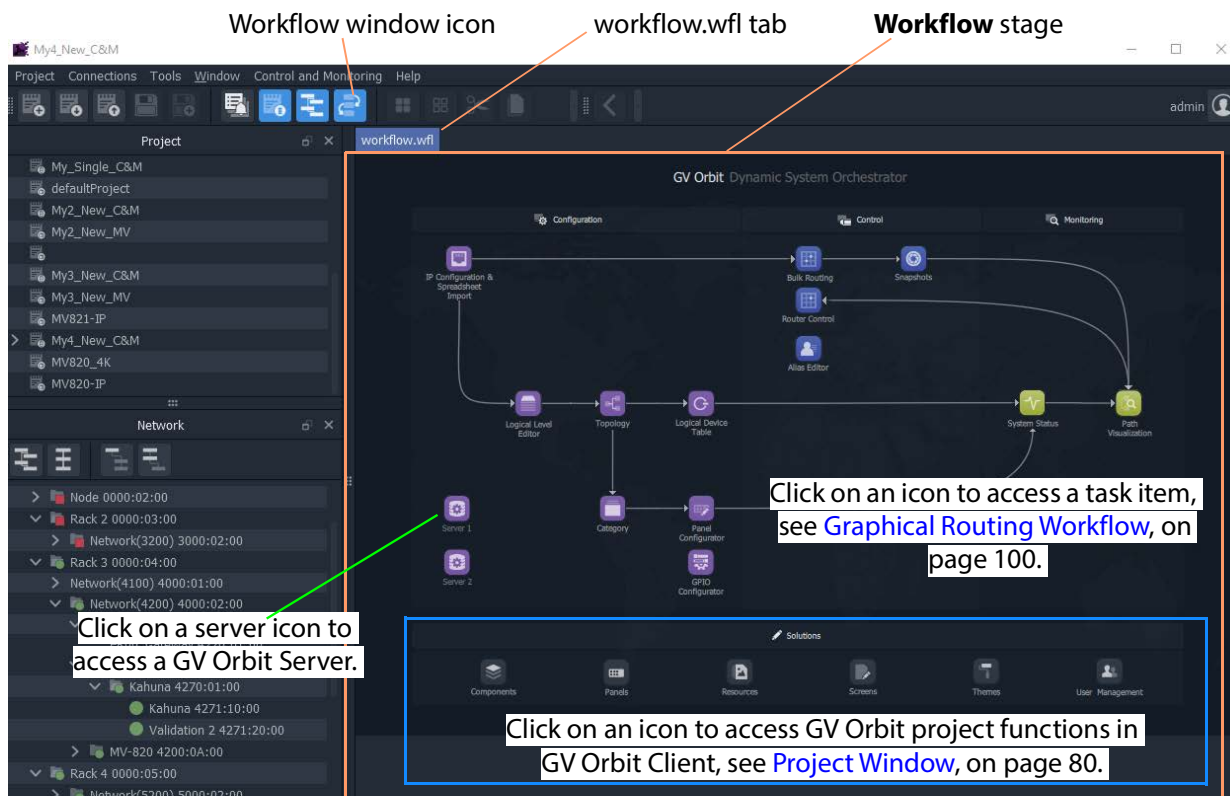 Workflow window icon
workflow.wfl tab
Workflow stage
My4_New_C&M
Project Connections Tools Window Control and Monitoring Help
admin
Project
workflow.wfl
My_Single_C&M
defaultProject
My2_New_C&M
My2_New_MV
My3_New_C&M
My3_New_MV
MV821-IP
My4_New_C&M
MV820_4K
MV820-IP
Network
Node 0000:02:00
Rack 2 0000:03:00
Network(3200) 3000:02:00
Rack 3 0000:04:00
Network(4100) 4000:01:00
Network(4200) 4000:02:00
Kahuna 4270:01:00
Kahuna 4271:10:00
Validation 2 4271:20:00
MV-820 4200:0A:00
Rack 4 0000:05:00
Network(5200) 5000:02:00
GV Orbit Dynamic System Orchestrator
Configuration
Control
Monitoring
IP Configuration &
Spreadsheet
Import
Bulk Routing
Snapshots
Router Control
Alias Editor
Logical Level
Editor
Topology
Logical Device
Table
System Status
Path
Visualization
Server 1
Category
Panel
Configurator
Server 2
GPIO
Configurator
Click on an icon to access a task item,
see Graphical Routing Workflow, on
page 100.
Click on a server icon to
access a GV Orbit Server.
Solutions
Components
Panels
Resources
Screens
Themes
User Management
Click on an icon to access GV Orbit project functions in
GV Orbit Client, see Project Window, on page 80.